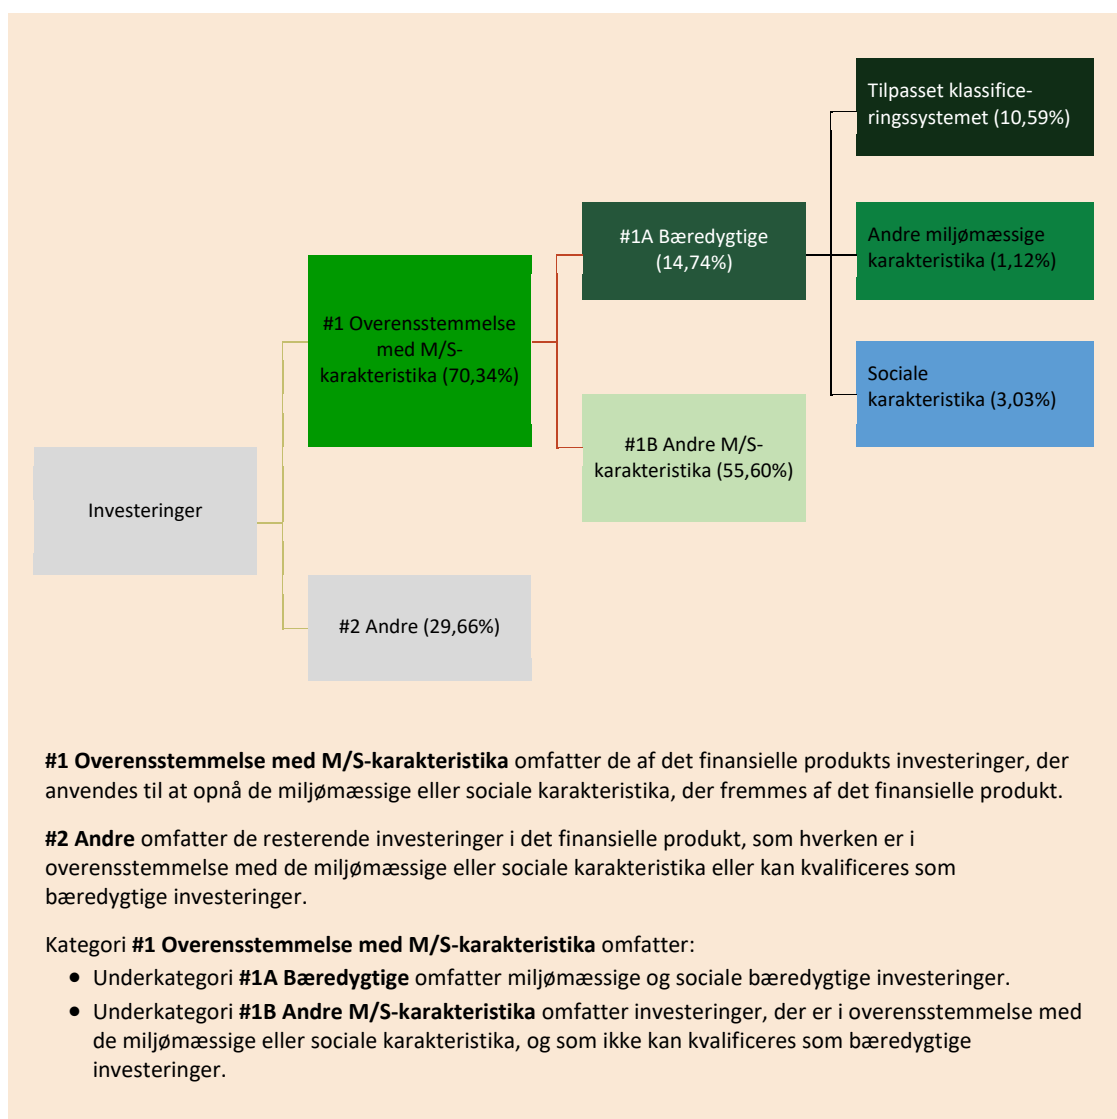 Tilpasset klassifice-
ringssystemet (10,59%)
#1A Bæredygtige
(14,74%)
Andre miljømæssige
karakteristika (1,12%)
#1 Overensstemmelse
med M/S-
karakteristika (70,34%)
Sociale
karakteristika (3,03%)
#1B Andre M/S-
karakteristika (55,60%)
Investeringer
#2 Andre (29,66%)
#1 Overensstemmelse med M/S-karakteristika omfatter de af det finansielle produkts investeringer, der
anvendes til at opnå de miljømæssige eller sociale karakteristika, der fremmes af det finansielle produkt.
#2 Andre omfatter de resterende investeringer i det finansielle produkt, som hverken er i
overensstemmelse med de miljømæssige eller sociale karakteristika eller kan kvalificeres som
bæredygtige investeringer.
Kategori #1 Overensstemmelse med M/S-karakteristika omfatter:
• Underkategori #1A Bæredygtige omfatter miljømæssige og sociale bæredygtige investeringer.
• Underkategori #1B Andre M/S-karakteristika omfatter investeringer, der er i overensstemmelse med
de miljømæssige eller sociale karakteristika, og som ikke kan kvalificeres som bæredygtige
investeringer.